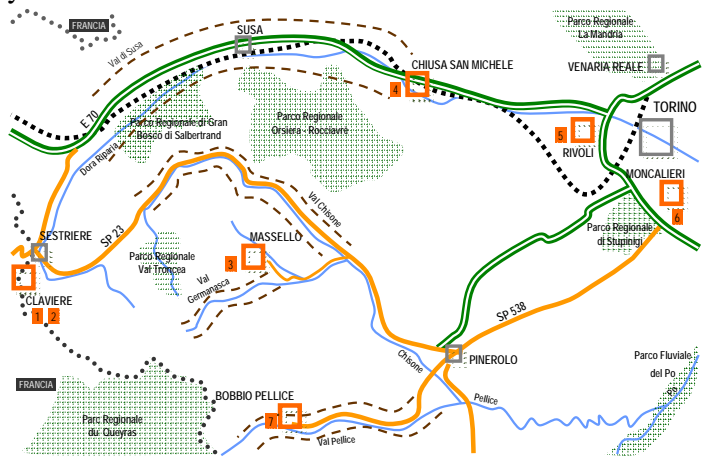 FRANCIA
Parco Regionale
La Mandria
SUSA
Val di Susa
CHIUSA SAN MICHELE
VENARIA REALE
4
TORINO
E 70
Parco Regionale di Gran
Bosco di Salbertrand
Parco Regionale
Orsiera - Rocciavrè
5
RIVOLI
Dora Riparia
MONCALIERI
6
Val Chisone
SP 23
SESTRIERE
MASSELLO
3
Parco Regionale
Val Troncea
Parco Regionale
di Stupinigi
Val
Germanasca
CLAVIERE
1 2
SP 538
Chisone
PINEROLO
Parco Fluviale
del Po
Po
FRANCIA
BOBBIO PELLICE
7
Pellice
Parc Regionale
du Queyras
Val Pellice